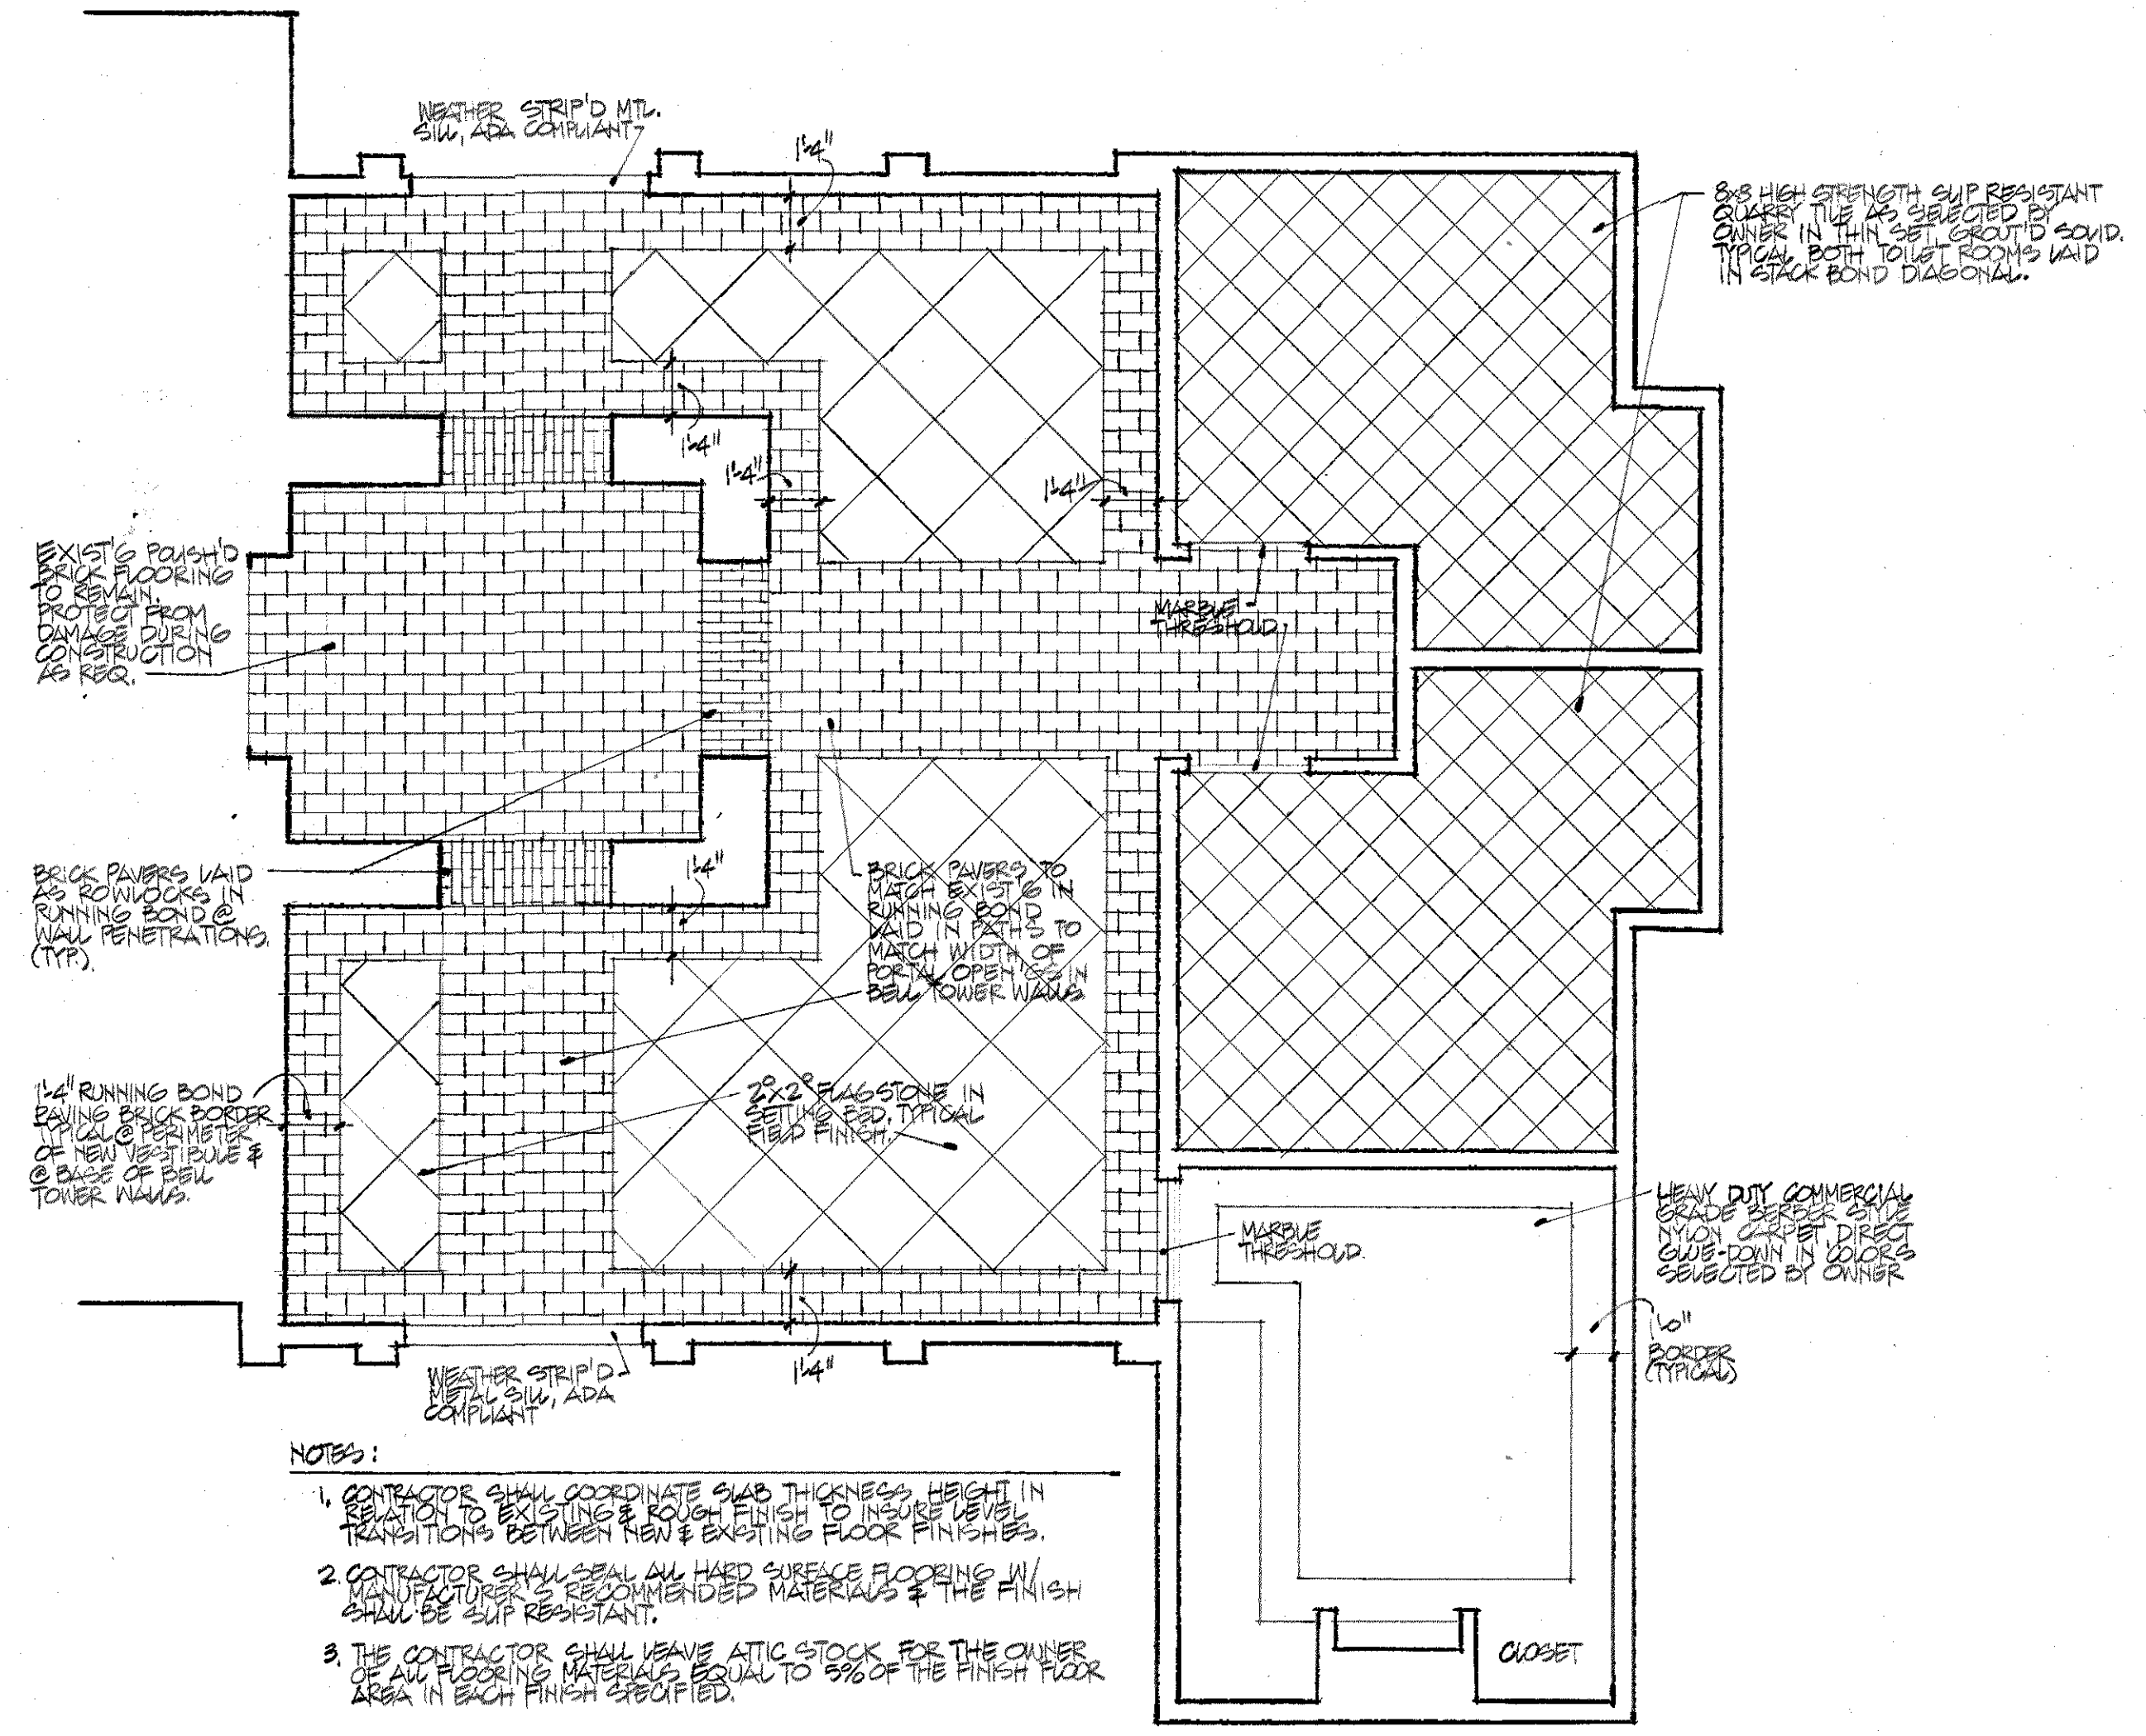 WEATHER STRIP'D MTL.
SILL, ADA COMPLIANT
1'-4"
8x8 HIGH STRENGTH SLIP RESISTANT
QUARRY TILE AS SELECTED BY
OWNER IN THIN SET, GROUT'D SOLID.
TYPICAL BOTH TOILET ROOMS LAID
IN STACK BOND DIAGONAL.
1'-4"
1'-4"
1'-4"
EXIST'G POLISH'D
BRICK FLOORING
TO REMAIN.
PROTECT FROM
DAMAGE DURING
CONSTRUCTION
AS REQ.
MARBLE
THRESHOLD
BRICK PAVERS LAID
AS ROWLOCKS IN
RUNNING BOND @
WALL PENETRATIONS.
(TYP.).
1'-4"
BRICK PAVERS TO
MATCH EXIST'G IN
RUNNING BOND
LAID IN PATHS TO
MATCH WIDTH OF
PORTAL OPEN'GS IN
BELL TOWER WALLS
1'-4" RUNNING BOND
PAVING BRICK BORDER
TYPICAL @ PERIMETER
OF NEW VESTIBULE &
@ BASE OF BELL
TOWER WALLS.
2⁰x2⁰ FLAGSTONE IN
SETTING BED. TYPICAL
FIELD FINISH.
MARBLE
THRESHOLD.
HEAVY DUTY COMMERCIAL
GRADE BERBER STYLE
NYLON CARPET, DIRECT
GLUE-DOWN IN COLORS
SELECTED BY OWNER
1'-6"
BORDER
(TYPICAL)
WEATHER STRIP'D
METAL SILL, ADA
COMPLIANT
1'-4"
NOTES:
1. CONTRACTOR SHALL COORDINATE SLAB THICKNESS, HEIGHT IN
RELATION TO EXISTING & ROUGH FINISH TO INSURE LEVEL
TRANSITIONS BETWEEN NEW & EXISTING FLOOR FINISHES.
2. CONTRACTOR SHALL SEAL ALL HARD SURFACE FLOORING W/
MANUFACTURER'S RECOMMENDED MATERIALS & THE FINISH
SHALL BE SLIP RESISTANT.
3. THE CONTRACTOR SHALL LEAVE ATTIC STOCK FOR THE OWNER
OF ALL FLOORING MATERIALS EQUAL TO 5% OF THE FINISH FLOOR
AREA IN EACH FINISH SPECIFIED.
CLOSET